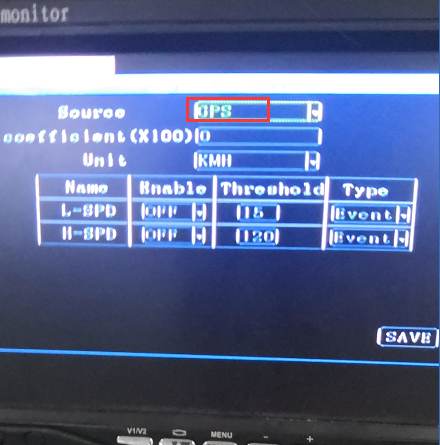 monitor
Source GPS
coefficient(X100) 0
Unit KMH
Name Enable Threshold Type
L-SPD OFF 15 Event
H-SPD OFF 120 Event
SAVE
V1/V2 MENU - +